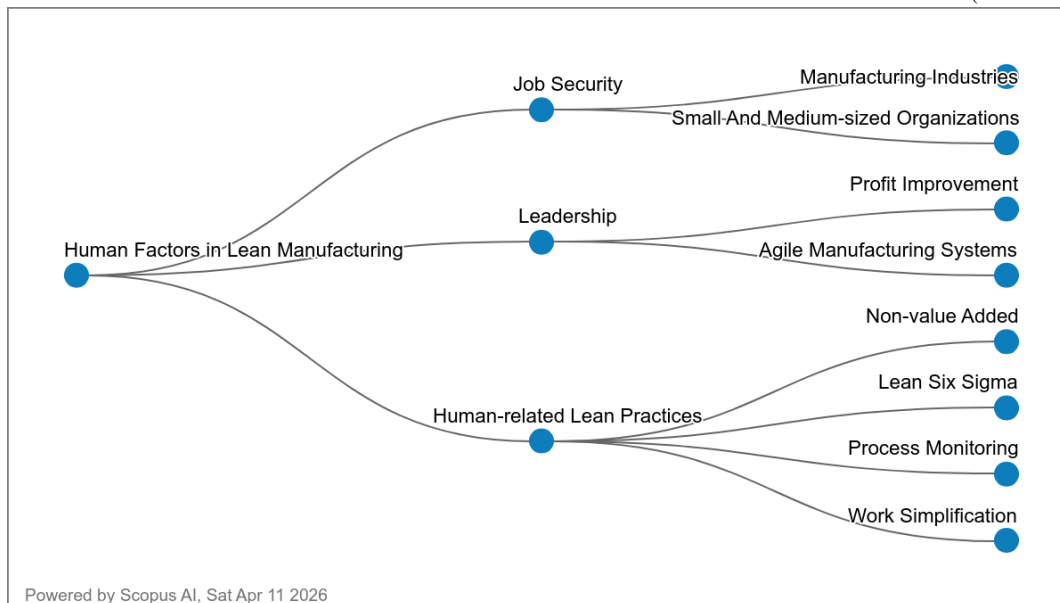 Job Security
Manufacturing Industries
Small And Medium-sized Organizations
Profit Improvement
Leadership
Human Factors in Lean Manufacturing
Agile Manufacturing Systems
Non-value Added
Lean Six Sigma
Human-related Lean Practices
Process Monitoring
Work Simplification
Powered by Scopus AI, Sat Apr 11 2026